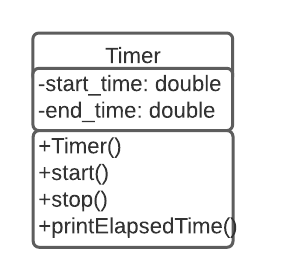 Timer
-start_time: double
-end_time: double
+Timer()
+start()
+stop()
+printElapsedTime()